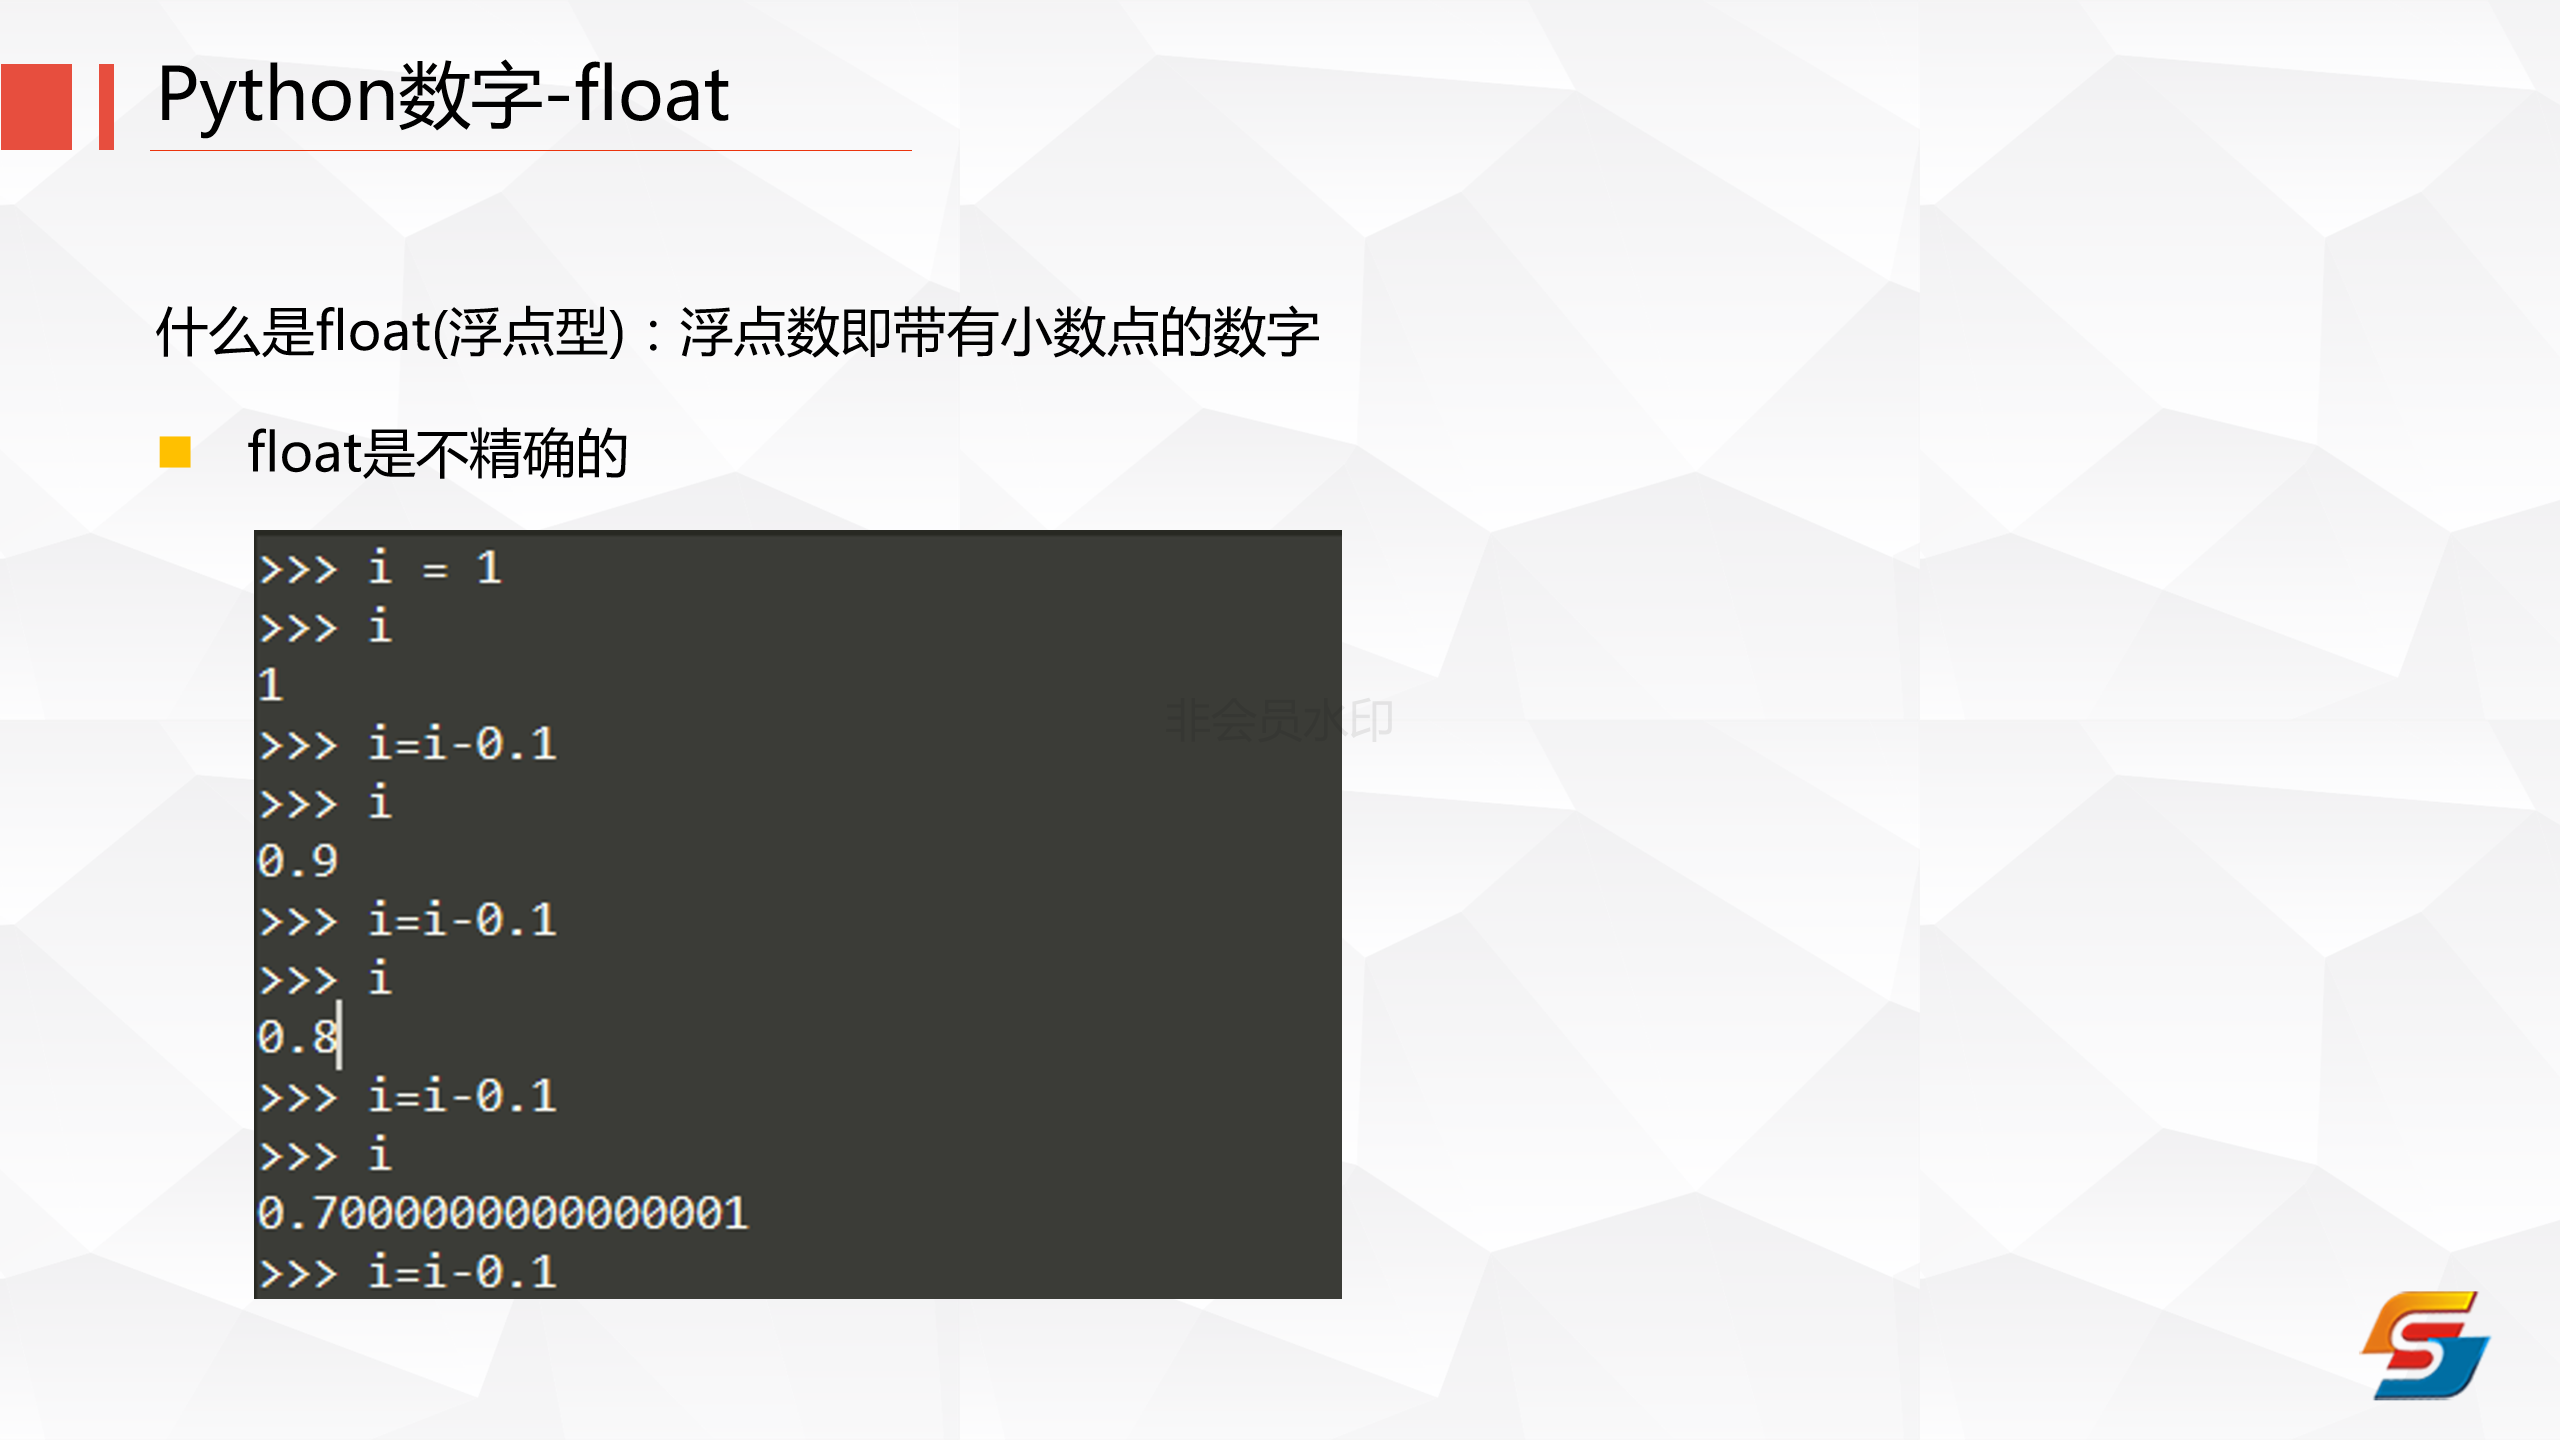 Python数字-float
什么是float(浮点型)：浮点数即带有小数点的数字
float是不精确的
>>> i = 1
>>> i
1
>>> i=i-0.1
>>> i
0.9
非会员水印
>>> i=i-0.1
>>> i
0.8
>>> i=i-0.1
>>> i
0.7000000000000001
>>> i=i-0.1